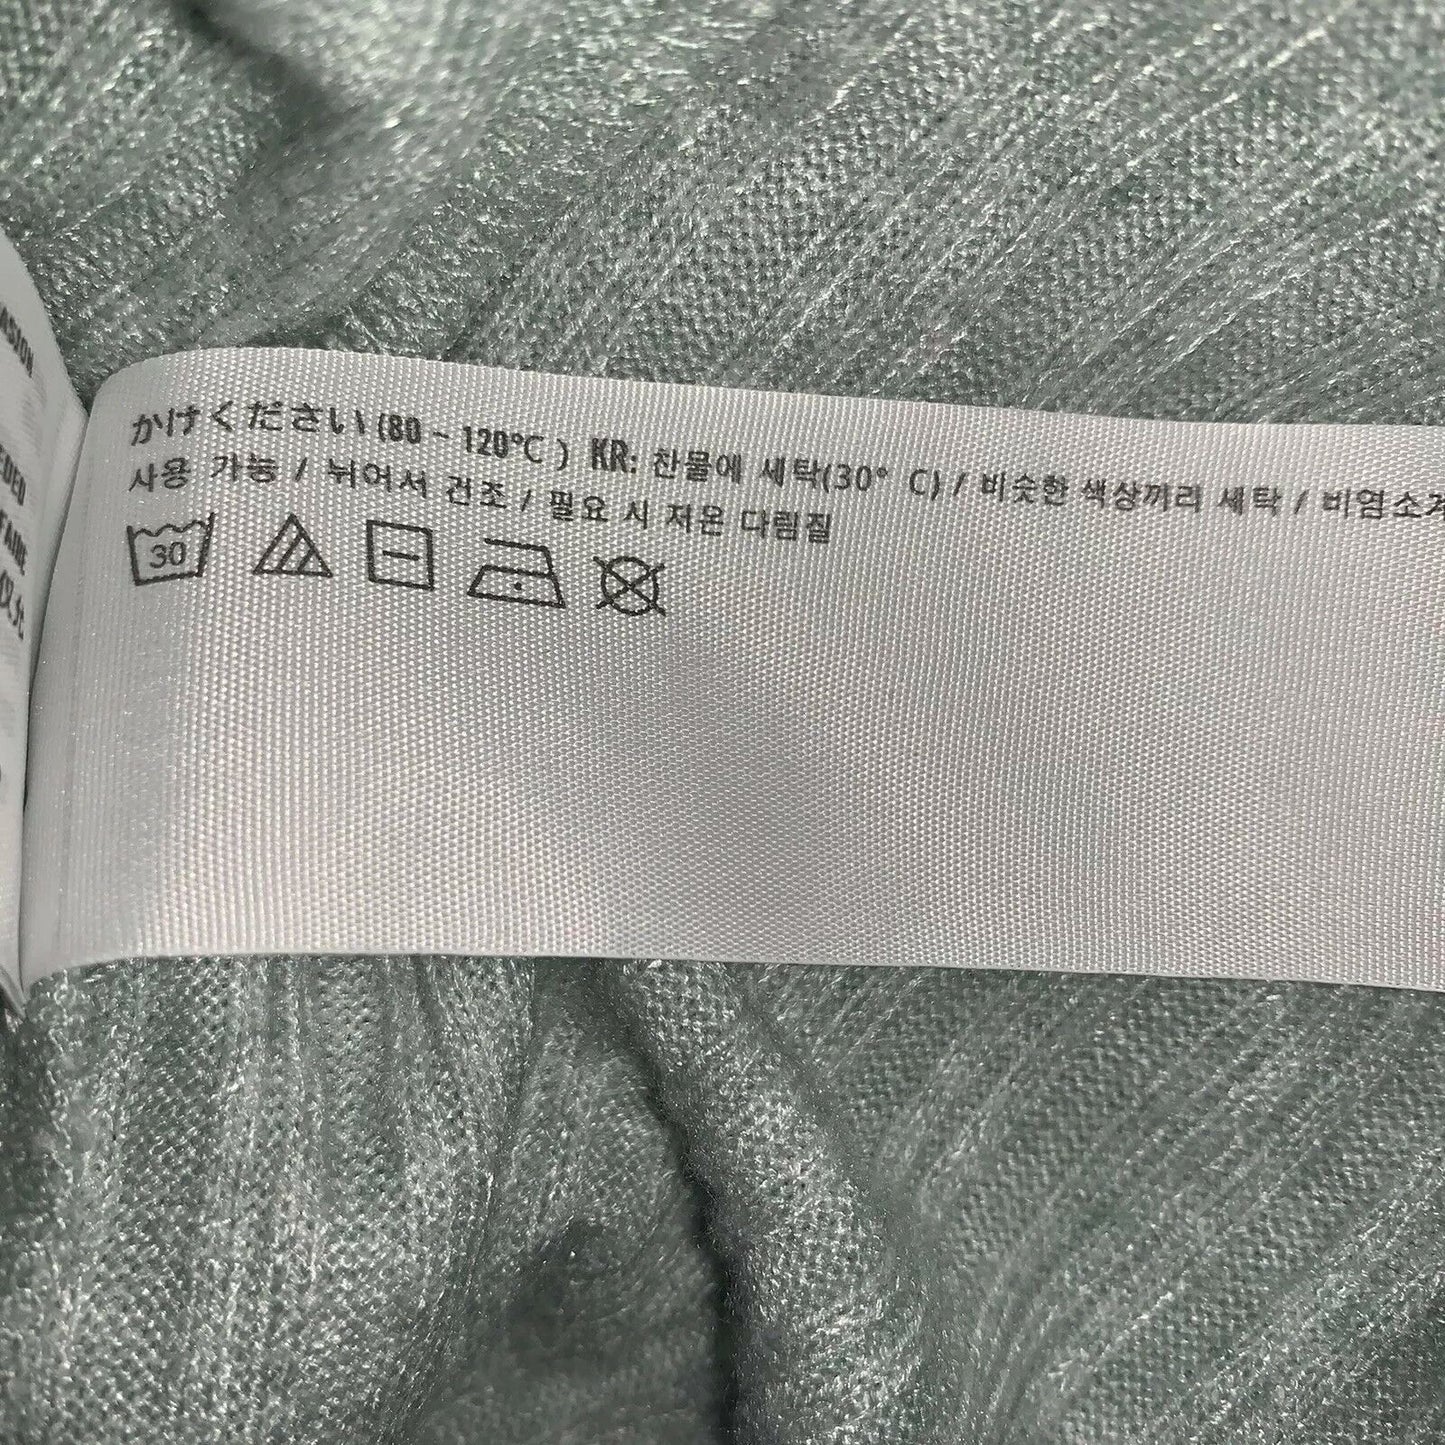 ASION
EDED
かけください(80 ~ 120℃ ) KR: 찬물에 세탁(30° C) / 비슷한 색상끼리 세탁 / 비염소계
사용 가능 / 뉘어서 건조 / 필요 시 저온 다림질
30